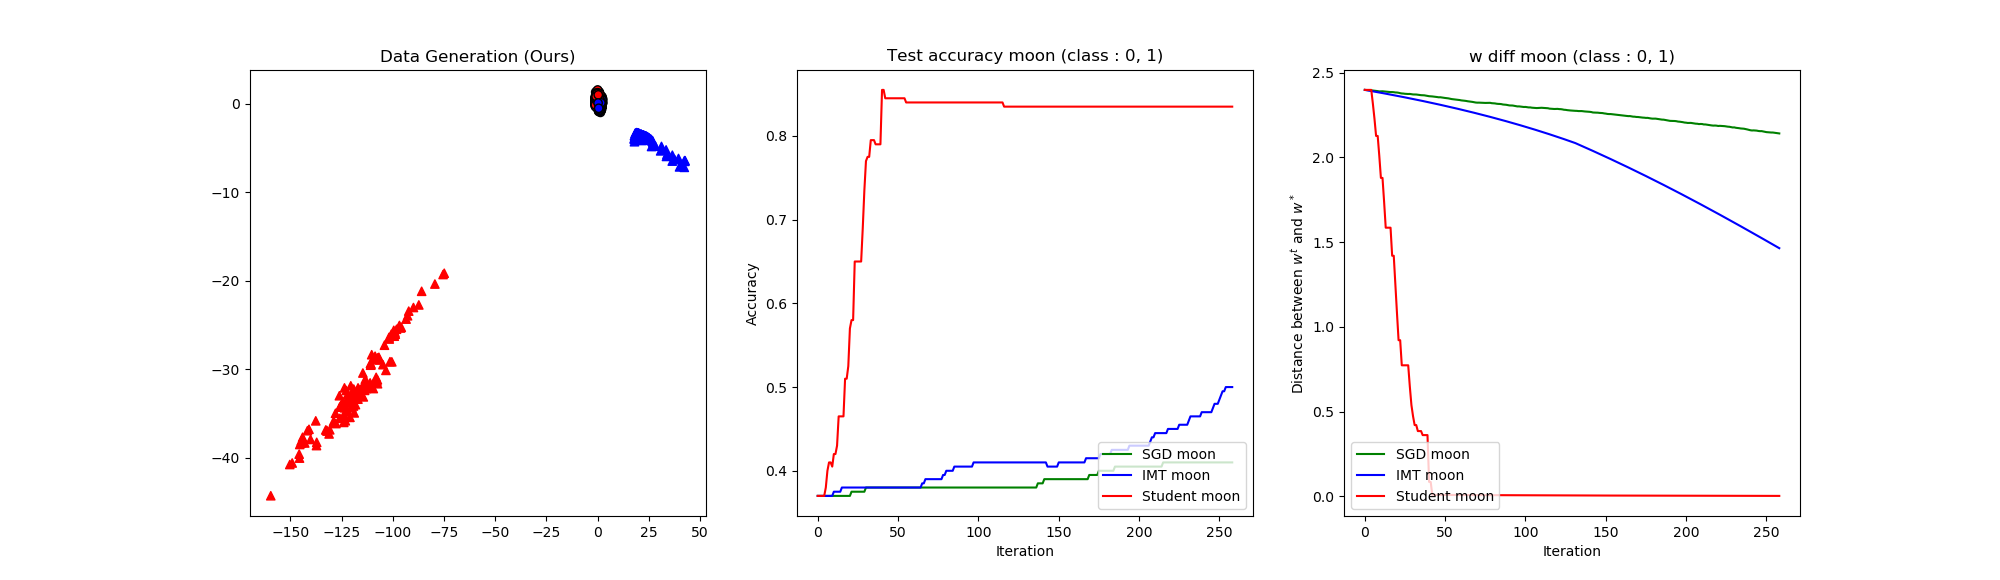 Data Generation (Ours)
0
−10
−20
−30
−40
−150 −125 −100 −75 −50 −25 0 25 50
Test accuracy moon (class : 0, 1)
Accuracy
0.8
0.7
0.6
0.5
0.4
SGD moon
IMT moon
Student moon
0 50 100 150 200 250
Iteration
w diff moon (class : 0, 1)
Distance between w^t and w^*
2.5
2.0
1.5
1.0
0.5
0.0
SGD moon
IMT moon
Student moon
0 50 100 150 200 250
Iteration